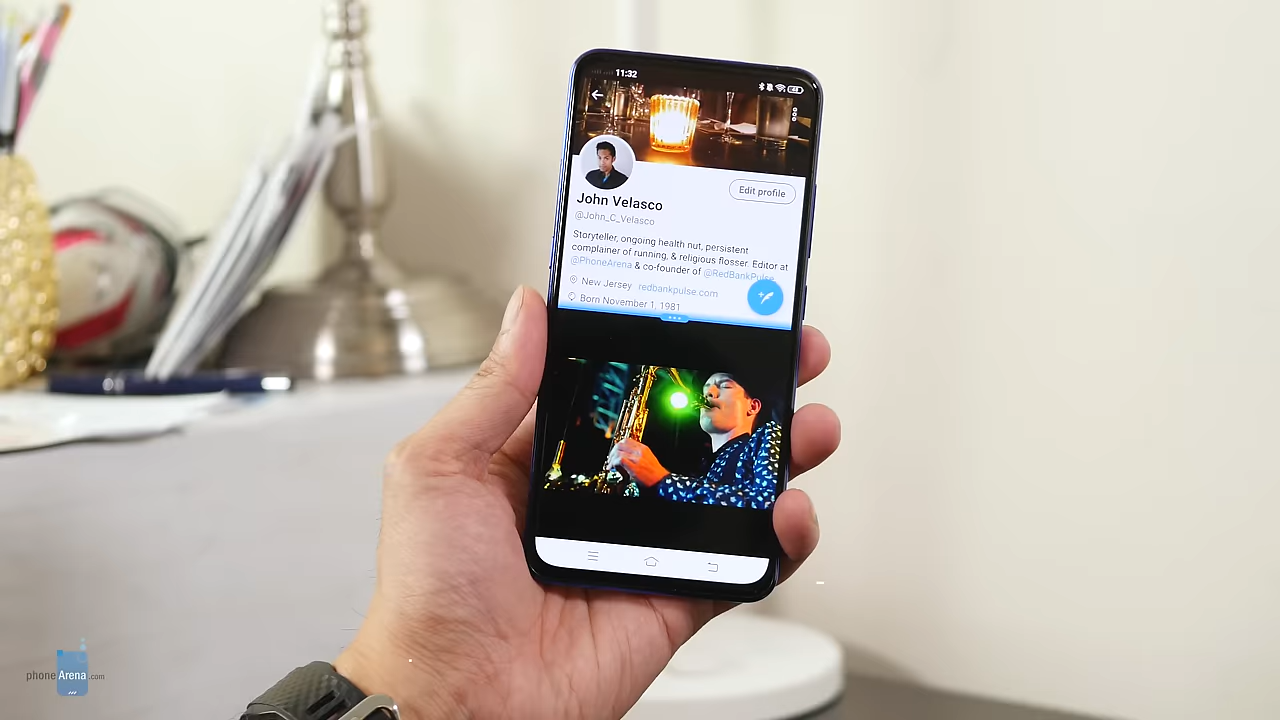 11:32
48
Edit profile
John Velasco
@John_C_Velasco
Storyteller, ongoing health nut, persistent
complainer of running, & religious flosser. Editor at
@PhoneArena & co-founder of @RedBankPulse
New Jersey redbankpulse.com
Born November 1, 1981
phoneArena.com